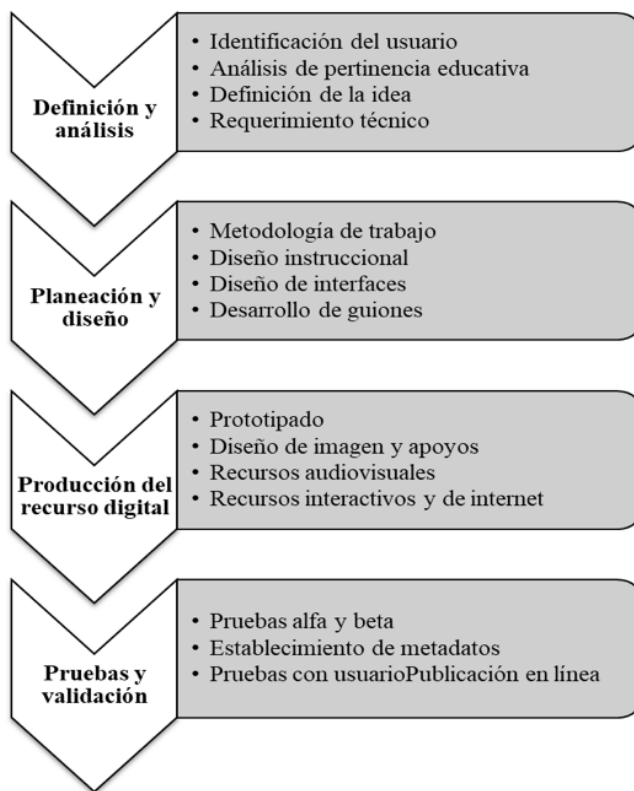 Definición y
análisis
• Identificación del usuario
• Análisis de pertinencia educativa
• Definición de la idea
• Requerimiento técnico
Planeación y
diseño
• Metodología de trabajo
• Diseño instruccional
• Diseño de interfaces
• Desarrollo de guiones
Producción del
recurso digital
• Prototipado
• Diseño de imagen y apoyos
• Recursos audiovisuales
• Recursos interactivos y de internet
Pruebas y
validación
• Pruebas alfa y beta
• Establecimiento de metadatos
• Pruebas con usuarioPublicación en línea